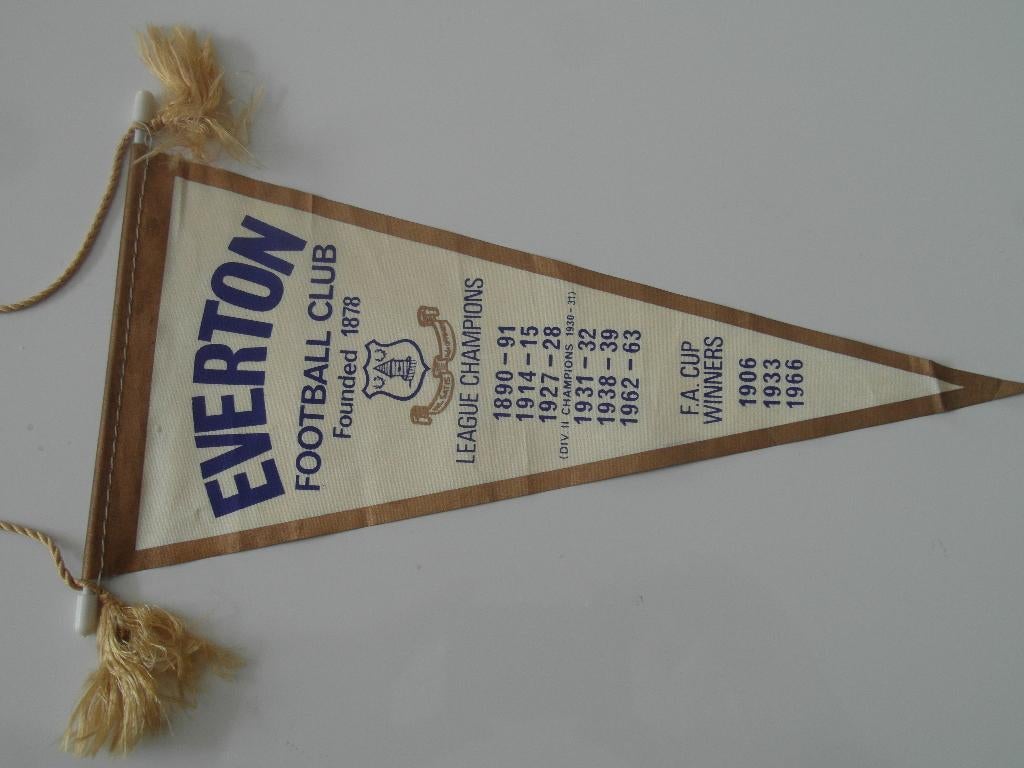 EVERTON
FOOTBALL CLUB
Founded 1878
LEAGUE CHAMPIONS
1890-91
1914-15
1927-28
(DIV. II CHAMPIONS 1930-31)
1931-32
1938-39
1962-63
F.A. CUP
WINNERS
1906
1933
1966